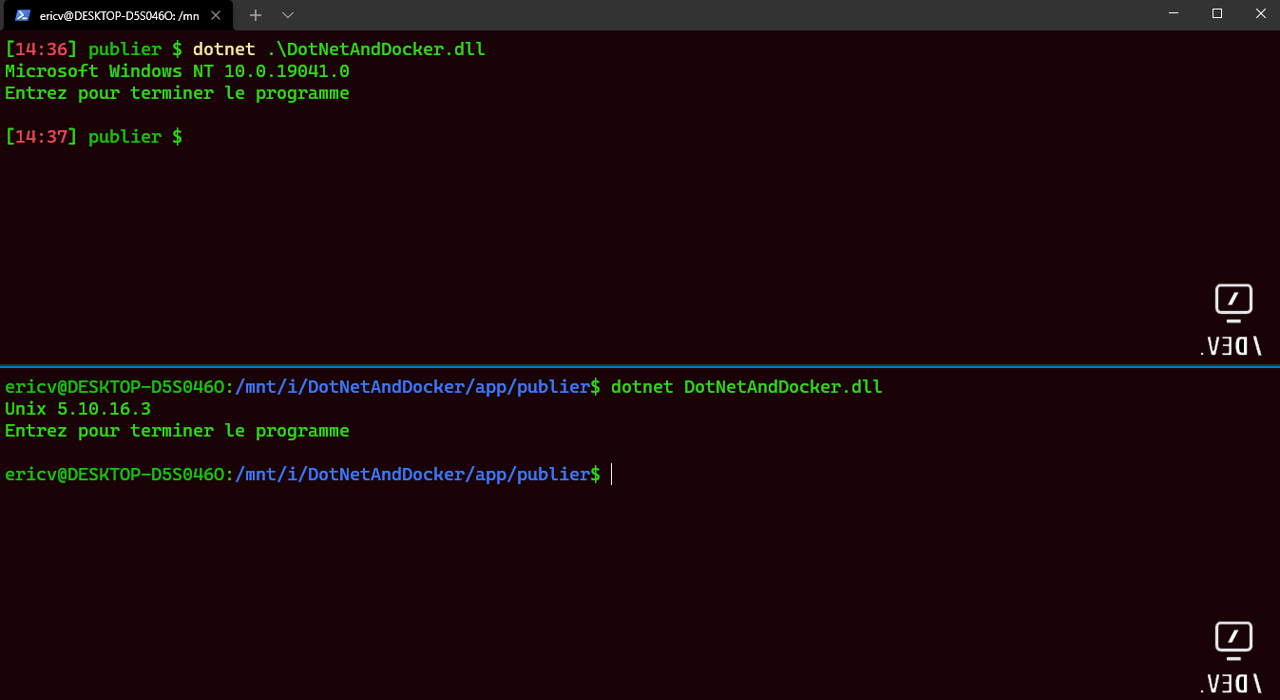 ericv@DESKTOP-D5S046O: /mn
[14:36] publier $ dotnet .\DotNetAndDocker.dll
Microsoft Windows NT 10.0.19041.0
Entrez pour terminer le programme
[14:37] publier $
.VƎD/\
ericv@DESKTOP-D5S046O:/mnt/i/DotNetAndDocker/app/publier$ dotnet DotNetAndDocker.dll
Unix 5.10.16.3
Entrez pour terminer le programme
ericv@DESKTOP-D5S046O:/mnt/i/DotNetAndDocker/app/publier$
.VƎD/\